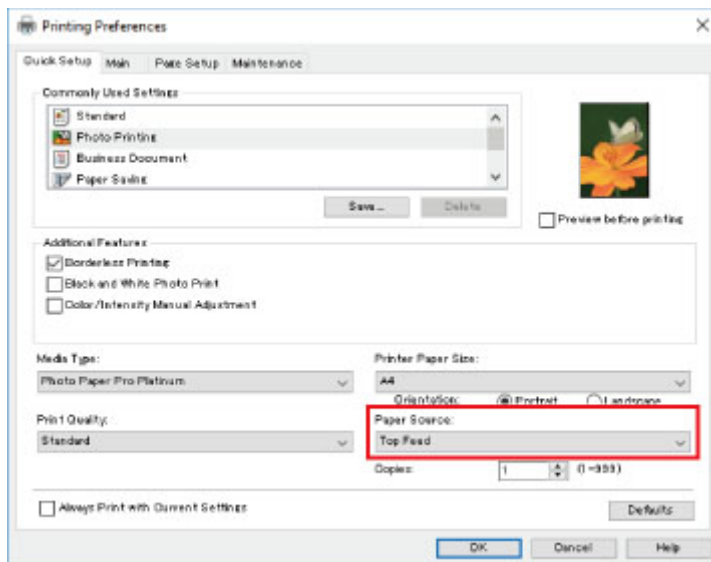 Printing Preferences
Quick Setup Main Page Setup Maintenance
Commonly Used Settings
Standard
Photo Printing
Business Document
Paper Saving
Save... Delete
Preview before printing
Additional Features
Borderless Printing
Black and White Photo Print
Color/Intensity Manual Adjustment
Media Type:
Photo Paper Pro Platinum
Printer Paper Size:
A4
Orientation: Portrait Landscape
Print Quality:
Standard
Paper Source:
Top Feed
Copies: 1 (1-999)
Always Print with Current Settings
Defaults
OK Cancel Help